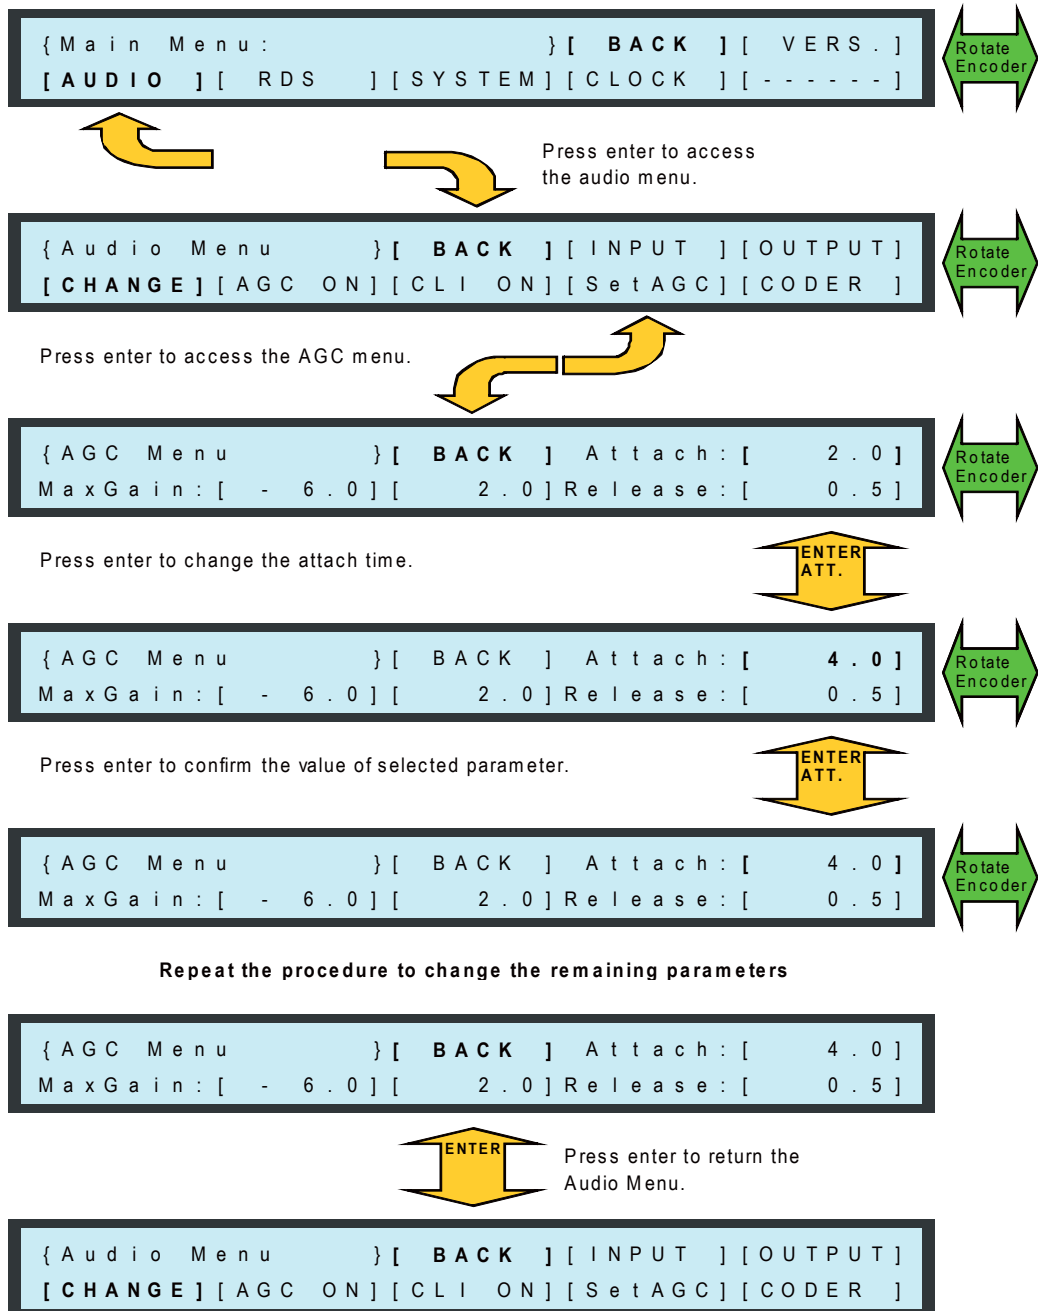 {Main Menu: }[ BACK ][ VERS. ]
[AUDIO ][ RDS ][SYSTEM][CLOCK ][------]
Rotate
Encoder
Press enter to access
the audio menu.
{Audio Menu }[ BACK ][INPUT ][OUTPUT]
[CHANGE][AGC ON][CLI ON][SetAGC][CODER ]
Rotate
Encoder
Press enter to access the AGC menu.
{AGC Menu }[ BACK ] Attach:[ 2.0]
MaxGain:[ - 6.0][ 2.0]Release:[ 0.5]
Rotate
Encoder
Press enter to change the attach time.
ENTER
ATT.
{AGC Menu }[ BACK ] Attach:[ 4.0]
MaxGain:[ - 6.0][ 2.0]Release:[ 0.5]
Rotate
Encoder
Press enter to confirm the value of selected parameter.
ENTER
ATT.
{AGC Menu }[ BACK ] Attach:[ 4.0]
MaxGain:[ - 6.0][ 2.0]Release:[ 0.5]
Rotate
Encoder
Repeat the procedure to change the remaining parameters
{AGC Menu }[ BACK ] Attach:[ 4.0]
MaxGain:[ - 6.0][ 2.0]Release:[ 0.5]
ENTER
Press enter to return the
Audio Menu.
{Audio Menu }[ BACK ][INPUT ][OUTPUT]
[CHANGE][AGC ON][CLI ON][SetAGC][CODER ]